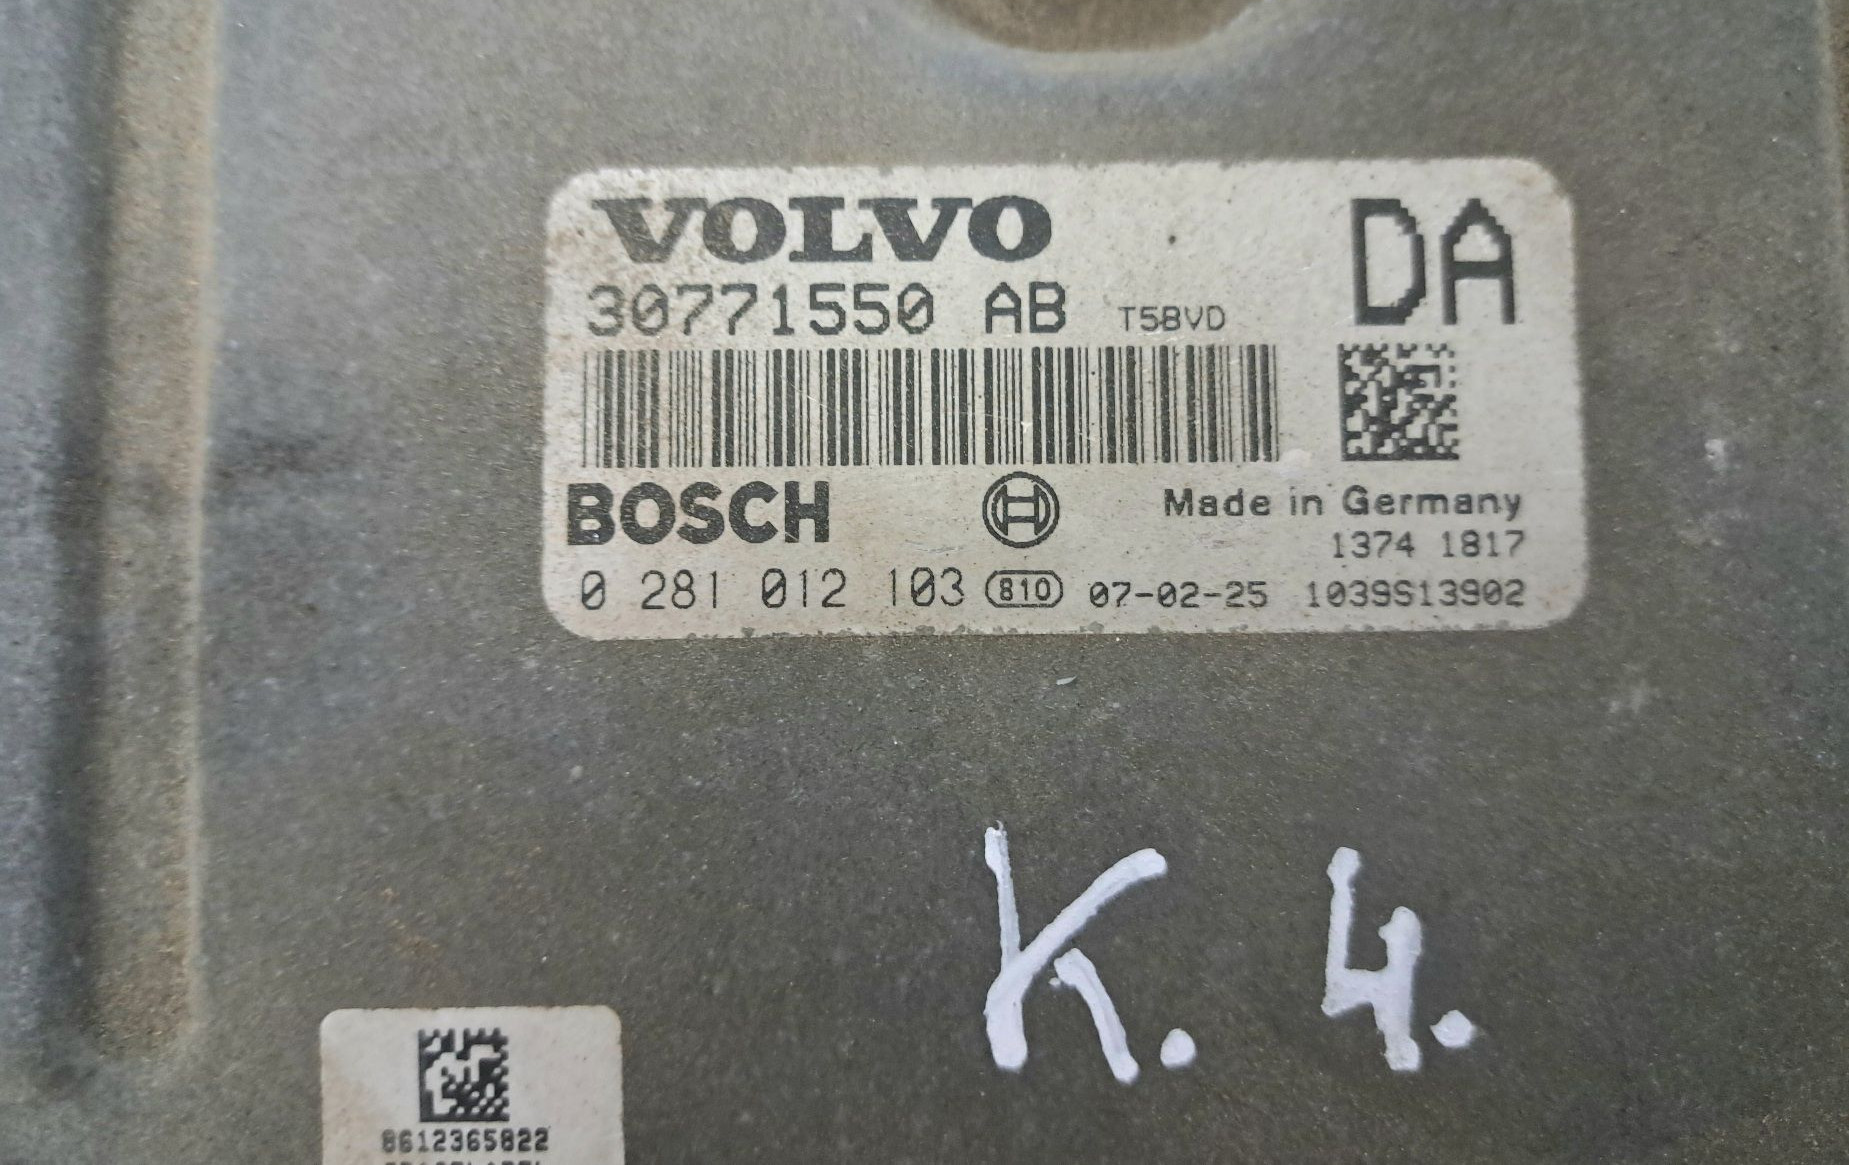 VOLVO
DA
30771550 AB T5BVD
BOSCH
Made in Germany
1374 1817
0 281 012 103 810 07-02-25 1039S13902
K. 4.
8612365822